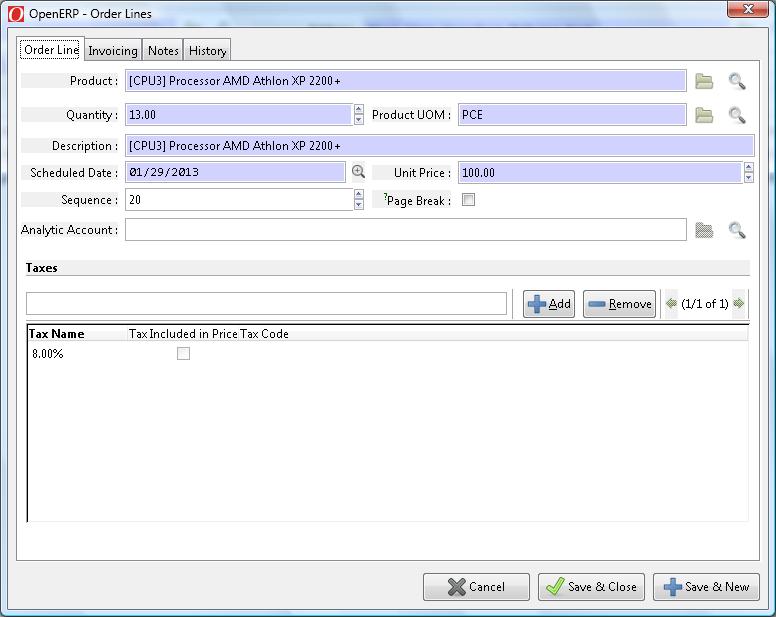 OpenERP - Order Lines
Order Line Invoicing Notes History
Product : [CPU3] Processor AMD Athlon XP 2200+
Quantity : 13.00 Product UOM : PCE
Description : [CPU3] Processor AMD Athlon XP 2200+
Scheduled Date : 01/29/2013 Unit Price : 100.00
Sequence : 20 ?Page Break :
Analytic Account :
Taxes
Add Remove (1/1 of 1)
Tax Name Tax Included in Price Tax Code
8.00%
Cancel Save & Close Save & New